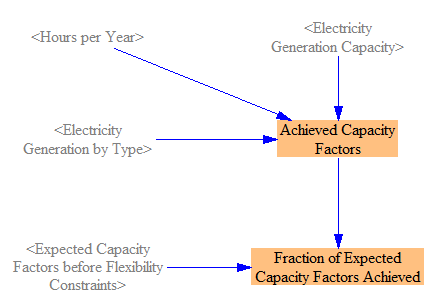 <Hours per Year>
<Electricity
Generation Capacity>
<Electricity
Generation by Type>
Achieved Capacity
Factors
<Expected Capacity
Factors before Flexibility
Constraints>
Fraction of Expected
Capacity Factors Achieved